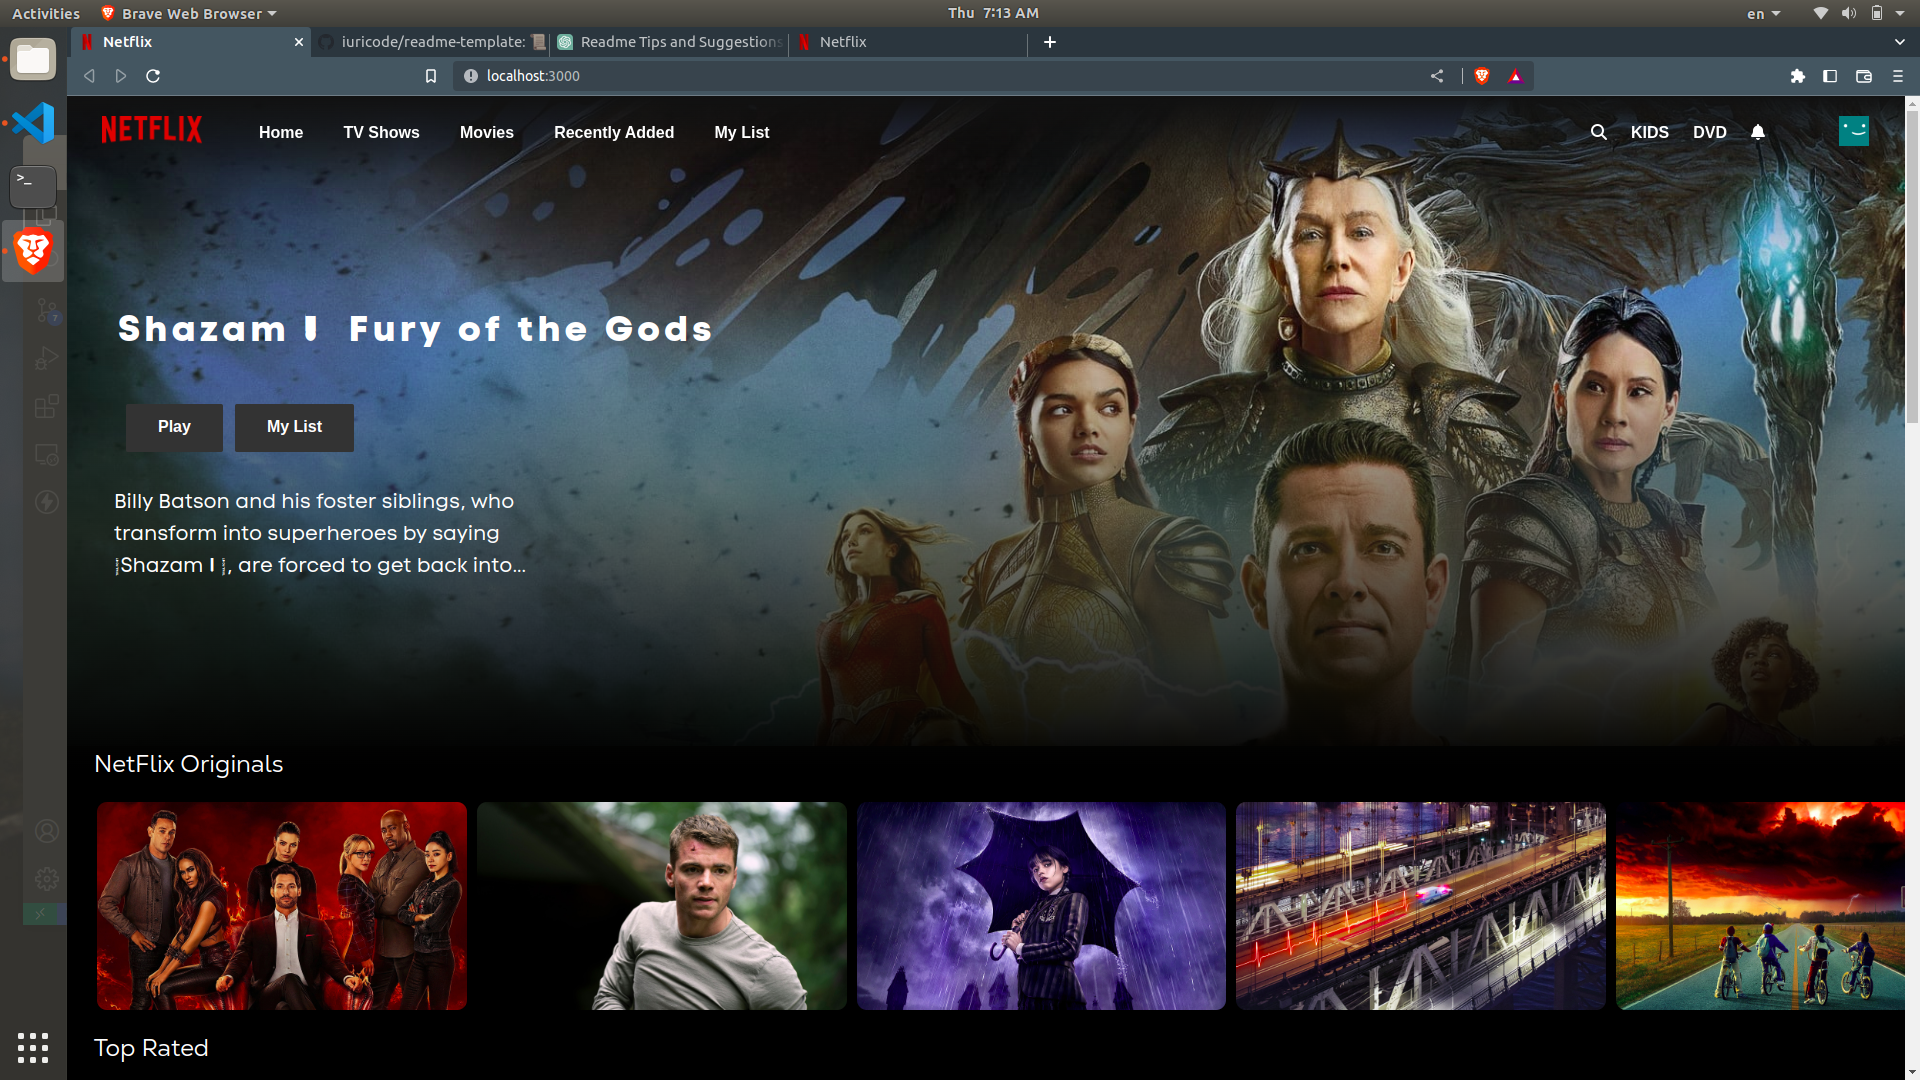 Activities Brave Web Browser Thu 7:13 AM en
Netflix iuricode/readme-template: Readme Tips and Suggestions Netflix
localhost:3000
NETFLIX Home TV Shows Movies Recently Added My List KIDS DVD
Shazam! Fury of the Gods
Play My List
Billy Batson and his foster siblings, who
transform into superheroes by saying
"Shazam!", are forced to get back into...
NetFlix Originals
Top Rated